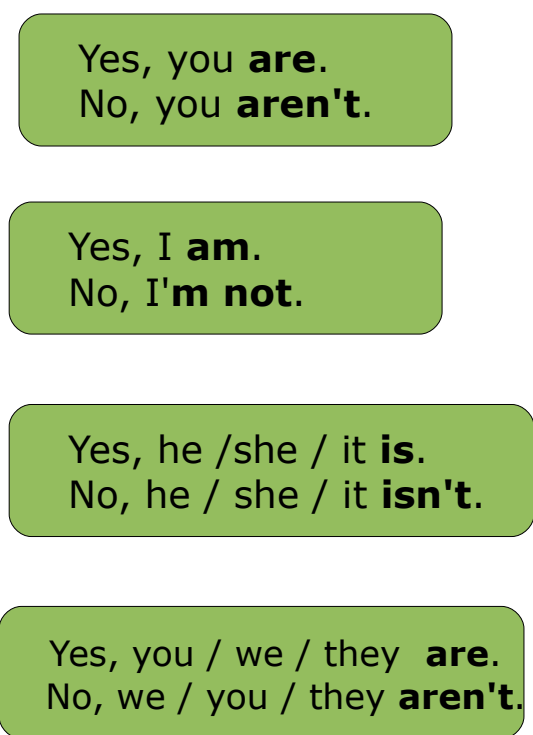 Yes, you are.
No, you aren't.
Yes, I am.
No, I'm not.
Yes, he /she / it is.
No, he / she / it isn't.
Yes, you / we / they are.
No, we / you / they aren't.